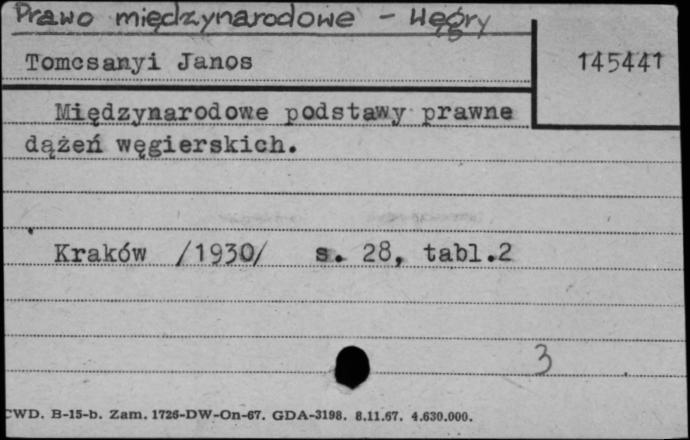 Prawo międzynarodowe - Węgry
Tomcsanyi Janos
145441
Międzynarodowe podstawy prawne
dążeń węgierskich.
Kraków /1930/ s. 28, tabl.2
3
CWD. B-15-b. Zam. 1726-DW-On-67. GDA-3198. 8.11.67. 4.630.000.